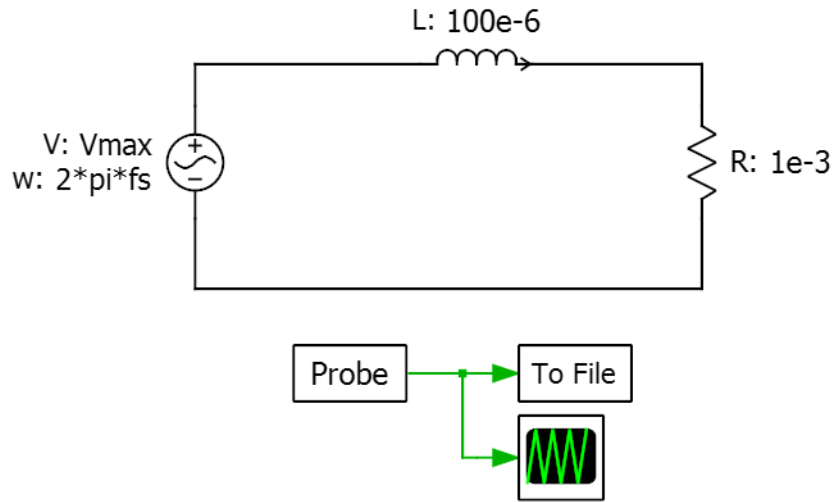 L: 100e-6
V: Vmax
w: 2*pi*fs
R: 1e-3
Probe
To File